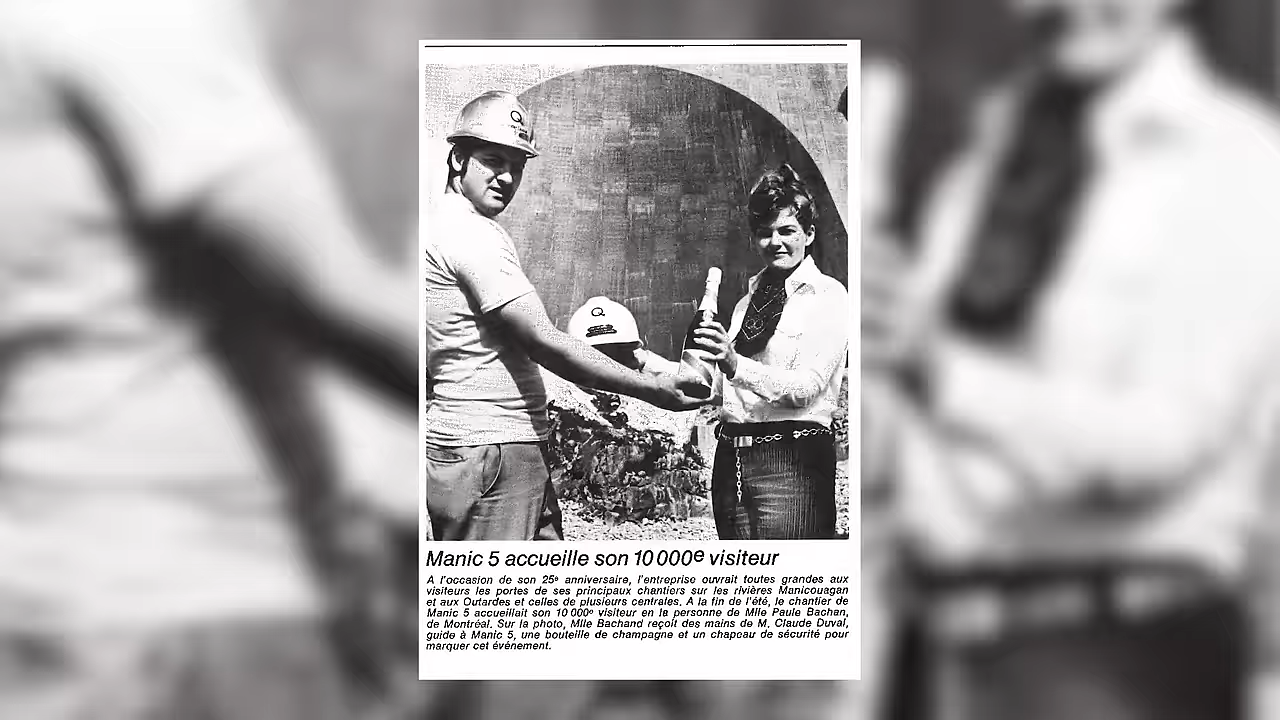 Q
Q
Manic 5 accueille son 10 000e visiteur
A l'occasion de son 25e anniversaire, l'entreprise ouvrait toutes grandes aux
visiteurs les portes de ses principaux chantiers sur les rivières Manicouagan
et aux Outardes et celles de plusieurs centrales. A la fin de l'été, le chantier de
Manic 5 accueillait son 10 000e visiteur en la personne de Mlle Paule Bachan,
de Montréal. Sur la photo, Mlle Bachand reçoit des mains de M. Claude Duval,
guide à Manic 5, une bouteille de champagne et un chapeau de sécurité pour
marquer cet événement.